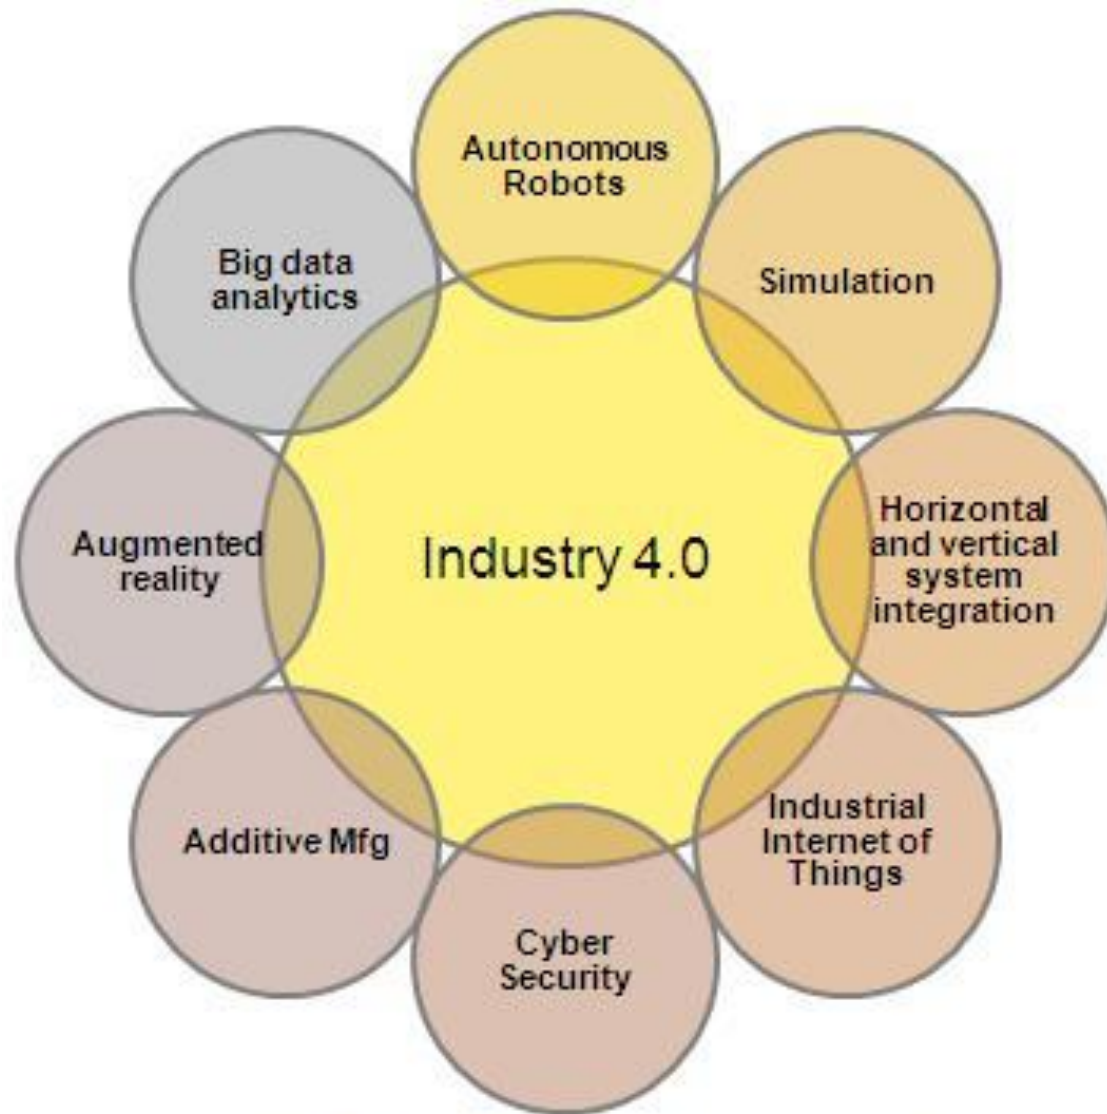 Autonomous
Robots
Simulation
Horizontal
and vertical
system
integration
Industrial
Internet of
Things
Cyber
Security
Additive Mfg
Augmented
reality
Big data
analytics
Industry 4.0